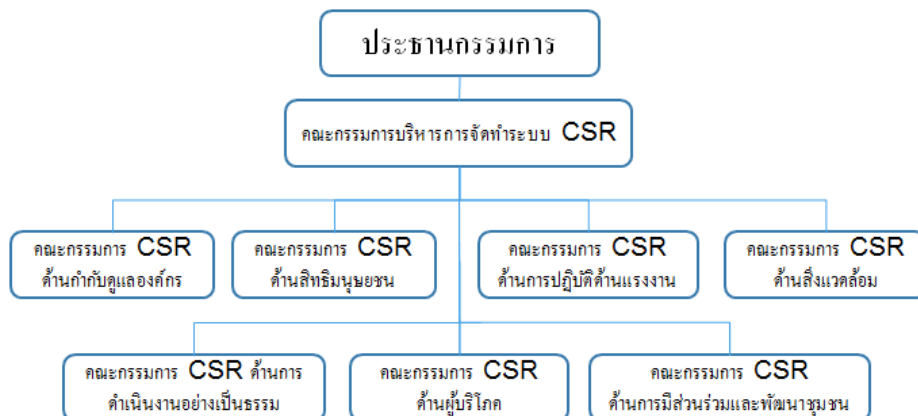 ประธานกรรมการ
คณะกรรมการบริหารการจัดทำระบบ CSR
คณะกรรมการ CSR
ด้านกำกับดูแลองค์กร
คณะกรรมการ CSR
ด้านสิทธิมนุษยชน
คณะกรรมการ CSR
ด้านการปฏิบัติด้านแรงงาน
คณะกรรมการ CSR
ด้านสิ่งแวดล้อม
คณะกรรมการ CSR ด้านการ
ดำเนินงานอย่างเป็นธรรม
คณะกรรมการ CSR
ด้านผู้บริโภค
คณะกรรมการ CSR
ด้านการมีส่วนร่วมและพัฒนาชุมชน